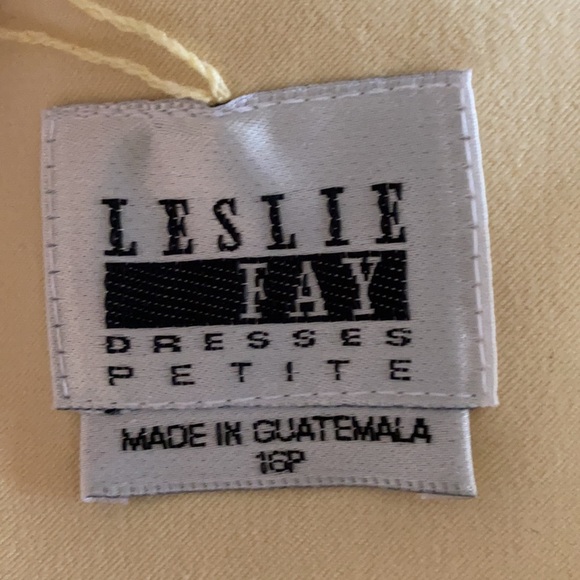 LESLIE
FAY
DRESSES
PETITE
MADE IN GUATEMALA
16P